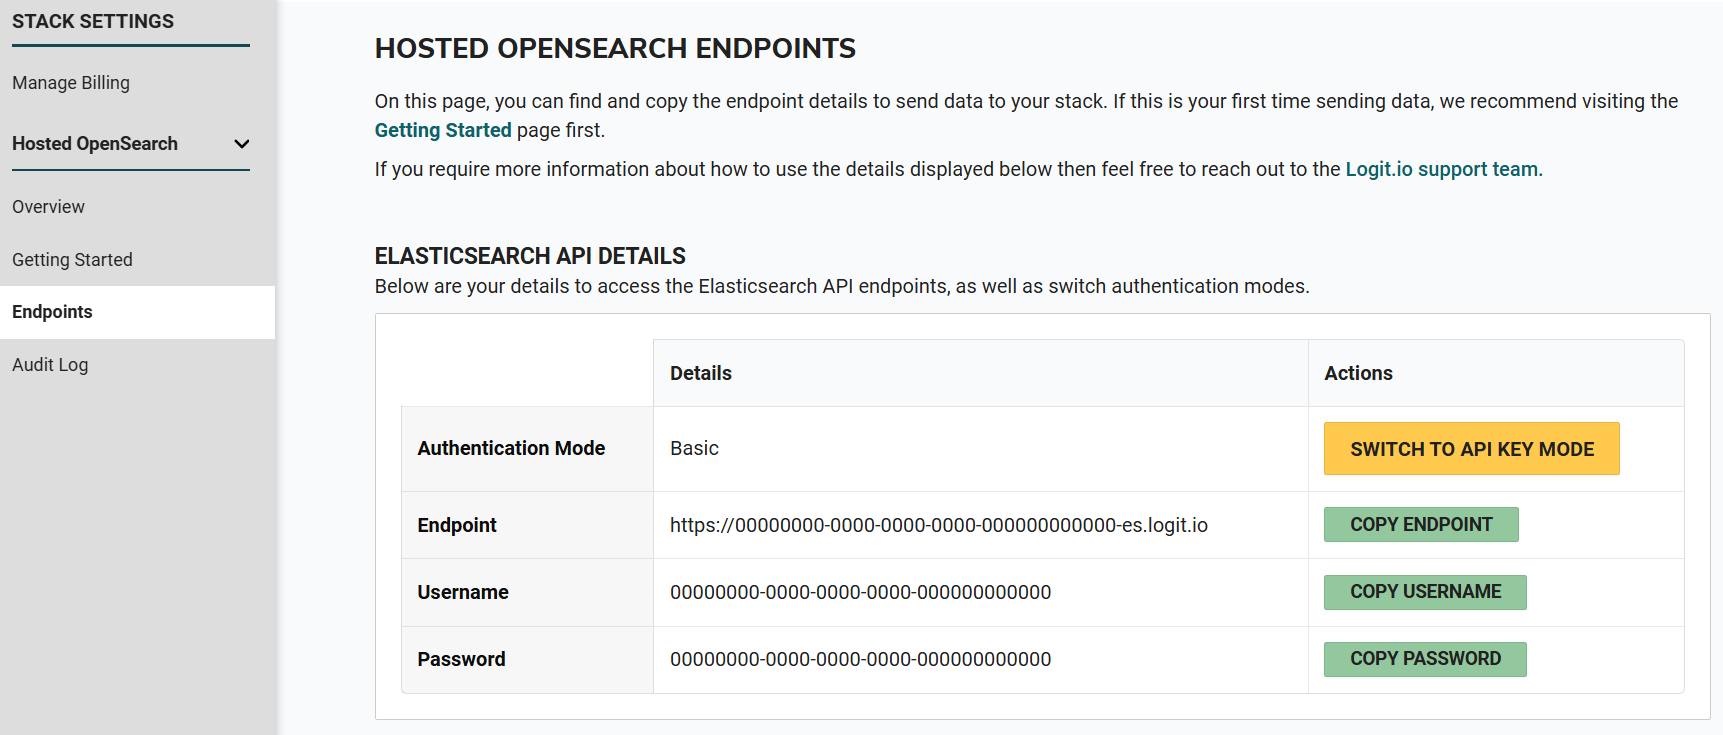 STACK SETTINGS
Manage Billing
Hosted OpenSearch
Overview
Getting Started
Endpoints
Audit Log
HOSTED OPENSEARCH ENDPOINTS
On this page, you can find and copy the endpoint details to send data to your stack. If this is your first time sending data, we recommend visiting the
Getting Started page first.
If you require more information about how to use the details displayed below then feel free to reach out to the Logit.io support team.
ELASTICSEARCH API DETAILS
Below are your details to access the Elasticsearch API endpoints, as well as switch authentication modes.
Details Actions
Authentication Mode Basic SWITCH TO API KEY MODE
Endpoint https://00000000-0000-0000-0000-000000000000-es.logit.io COPY ENDPOINT
Username 00000000-0000-0000-0000-000000000000 COPY USERNAME
Password 00000000-0000-0000-0000-000000000000 COPY PASSWORD